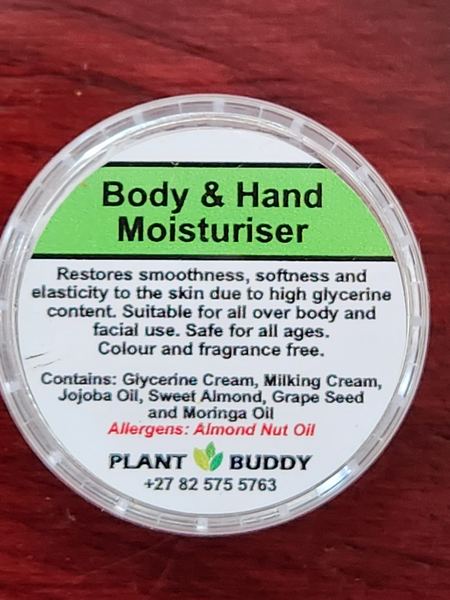 Body & Hand
Moisturiser
Restores smoothness, softness and
elasticity to the skin due to high glycerine
content. Suitable for all over body and
facial use. Safe for all ages.
Colour and fragrance free.
Contains: Glycerine Cream, Milking Cream,
Jojoba Oil, Sweet Almond, Grape Seed
and Moringa Oil
Allergens: Almond Nut Oil
PLANT BUDDY
+27 82 575 5763